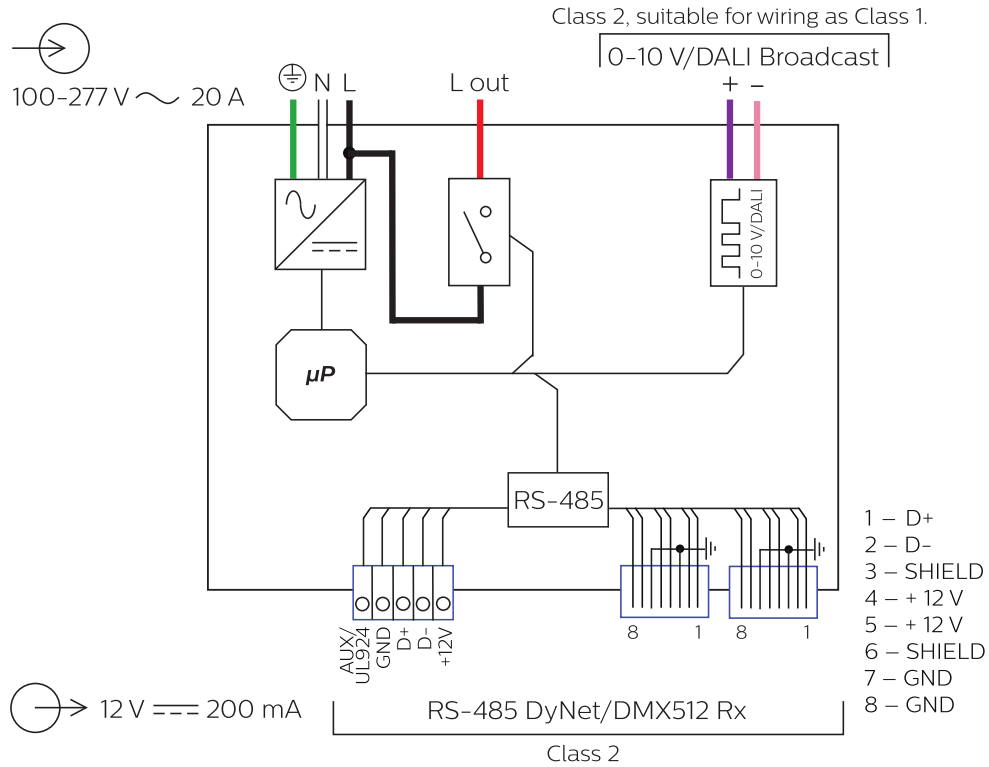 Class 2, suitable for wiring as Class 1.
0-10 V/DALI Broadcast
100-277 V 20 A
N L
L out
+ −
0-10 V/DALI
µP
RS-485
AUX/
UL924
GND
D+
D-
+12V
8 1
8 1
1 – D+
2 – D-
3 – SHIELD
4 – + 12 V
5 – + 12 V
6 – SHIELD
7 – GND
8 – GND
12 V 200 mA
RS-485 DyNet/DMX512 Rx
Class 2